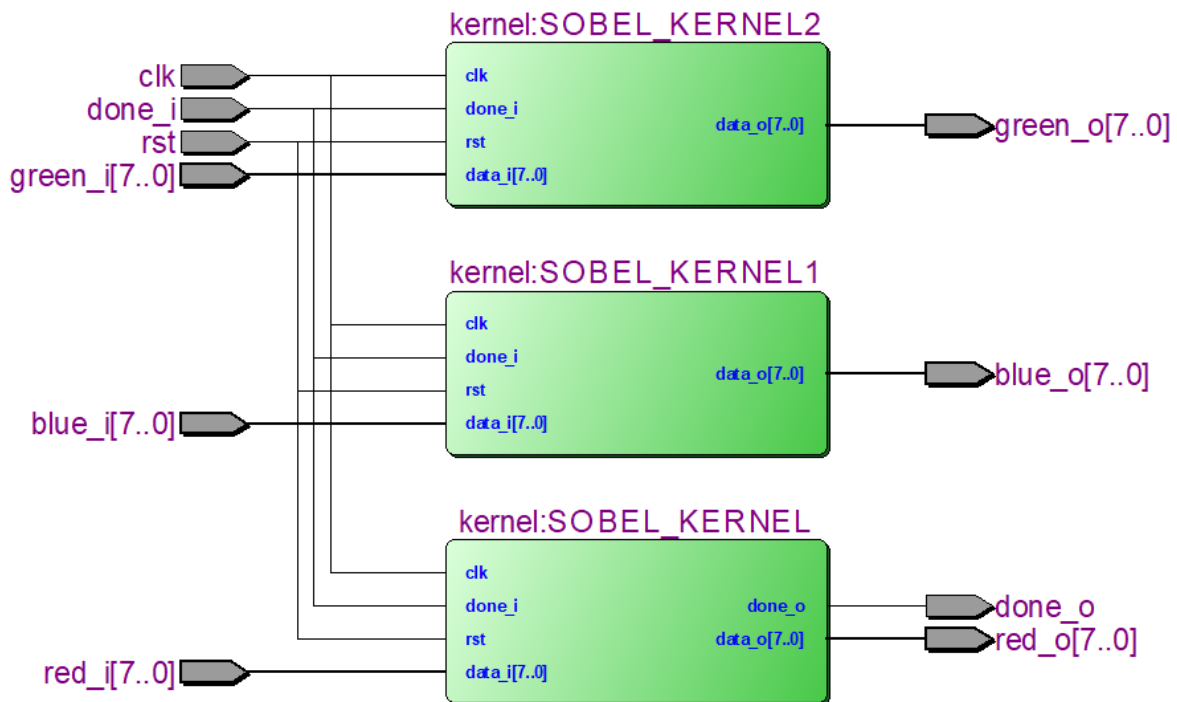 kernel:SOBEL_KERNEL2
clk
done_i
rst
green_i[7..0]
clk
done_i
rst
data_i[7..0]
data_o[7..0]
green_o[7..0]
kernel:SOBEL_KERNEL1
blue_i[7..0]
clk
done_i
rst
data_i[7..0]
data_o[7..0]
blue_o[7..0]
kernel:SOBEL_KERNEL
red_i[7..0]
clk
done_i
rst
data_i[7..0]
done_o
data_o[7..0]
done_o
red_o[7..0]